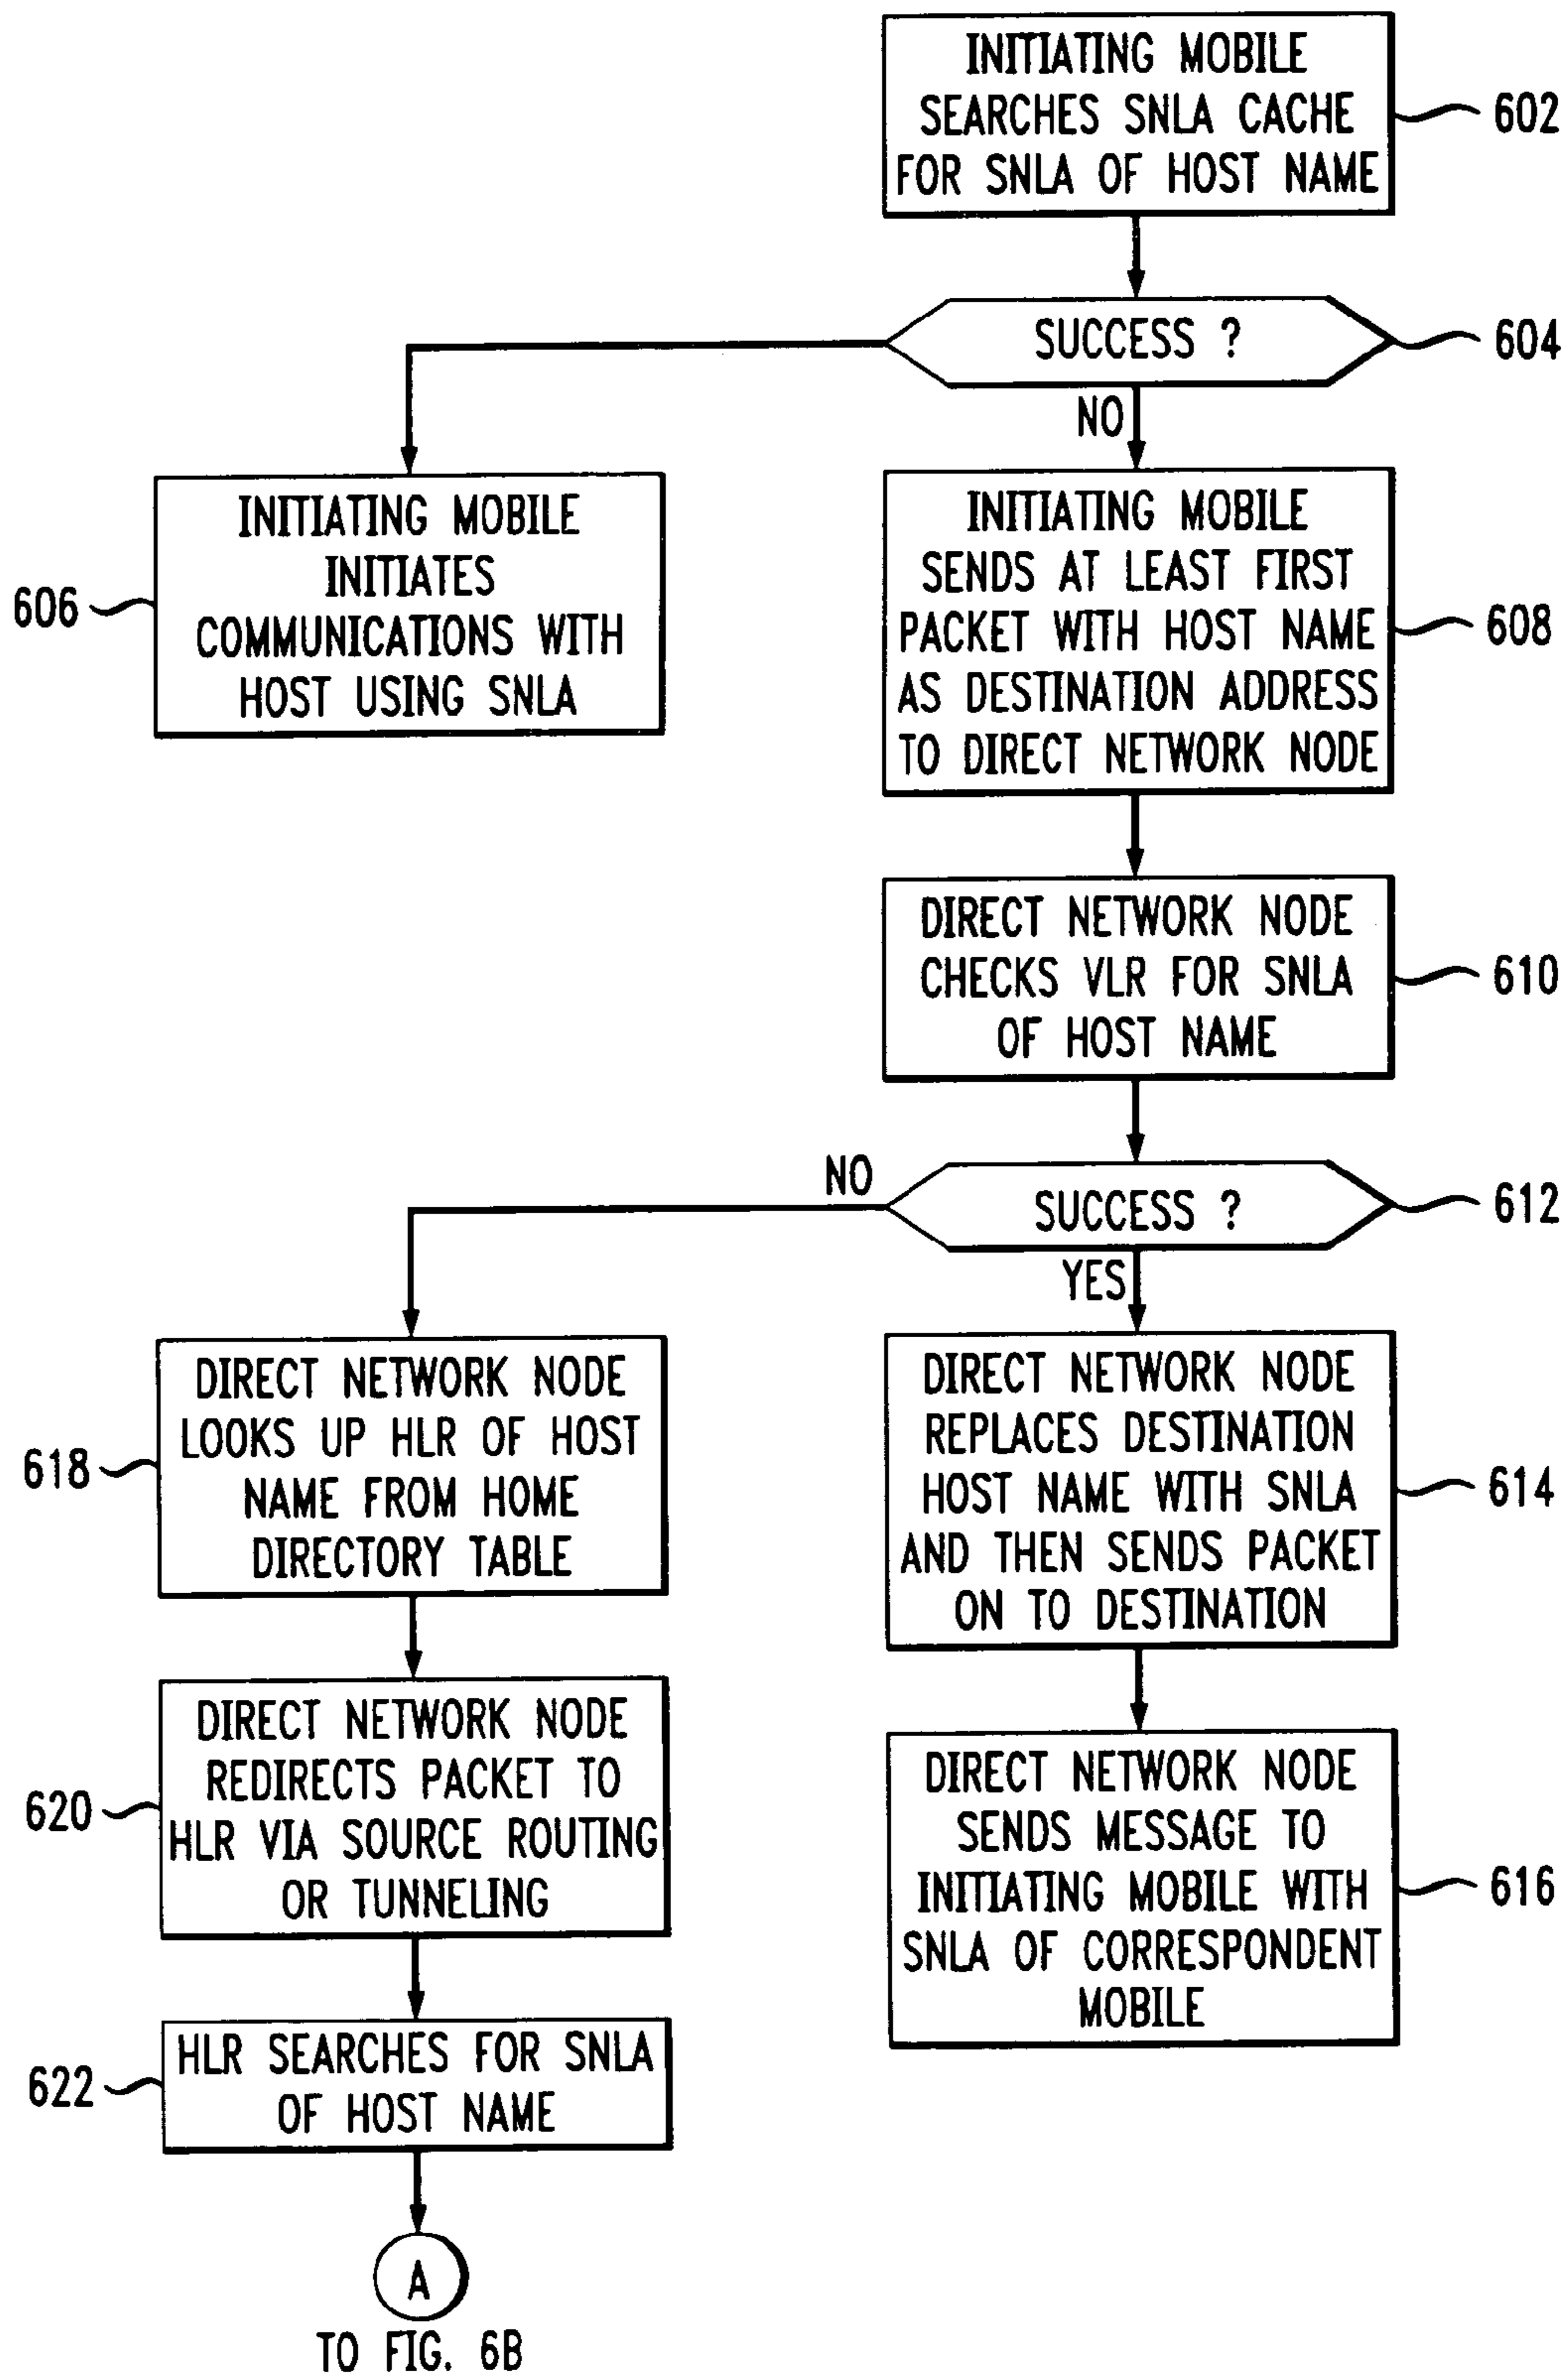 INITIATING MOBILE
SEARCHES SNLA CACHE
FOR SNLA OF HOST NAME
602
SUCCESS ?
604
NO
INITIATING MOBILE
INITIATES
COMMUNICATIONS WITH
HOST USING SNLA
606
INITIATING MOBILE
SENDS AT LEAST FIRST
PACKET WITH HOST NAME
AS DESTINATION ADDRESS
TO DIRECT NETWORK NODE
608
DIRECT NETWORK NODE
CHECKS VLR FOR SNLA
OF HOST NAME
610
NO
SUCCESS ?
612
YES
DIRECT NETWORK NODE
LOOKS UP HLR OF HOST
NAME FROM HOME
DIRECTORY TABLE
618
DIRECT NETWORK NODE
REPLACES DESTINATION
HOST NAME WITH SNLA
AND THEN SENDS PACKET
ON TO DESTINATION
614
DIRECT NETWORK NODE
REDIRECTS PACKET TO
HLR VIA SOURCE ROUTING
OR TUNNELING
620
DIRECT NETWORK NODE
SENDS MESSAGE TO
INITIATING MOBILE WITH
SNLA OF CORRESPONDENT
MOBILE
616
HLR SEARCHES FOR SNLA
OF HOST NAME
622
A
TO FIG. 6B